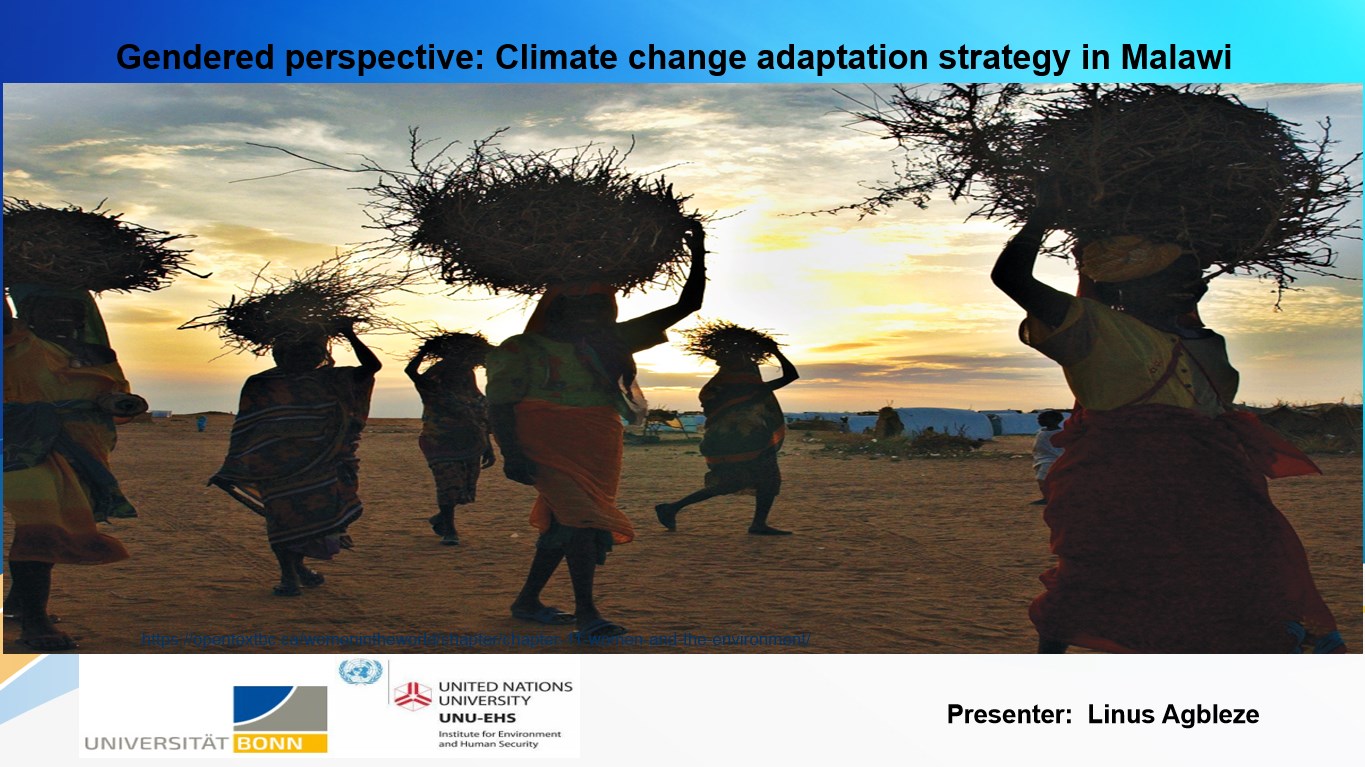 Gendered perspective: Climate change adaptation strategy in Malawi
UNIVERSITÄT BONN
UNITED NATIONS
UNIVERSITY
UNU-EHS
Institute for Environment
and Human Security
Presenter: Linus Agbleze